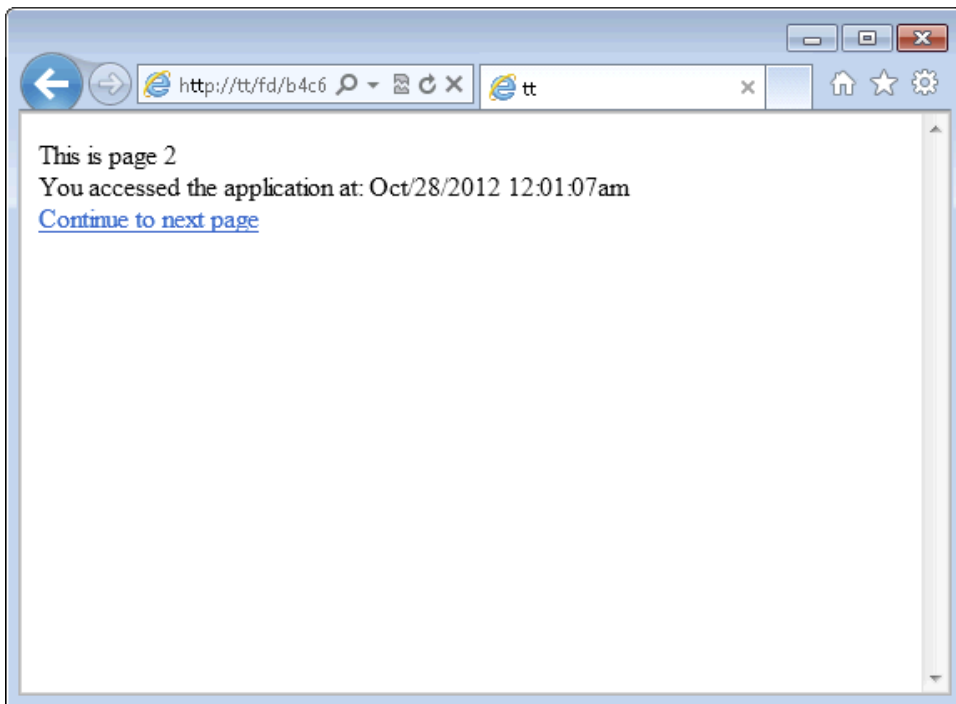 http://tt/fd/b4c6
tt
This is page 2
You accessed the application at: Oct/28/2012 12:01:07am
Continue to next page